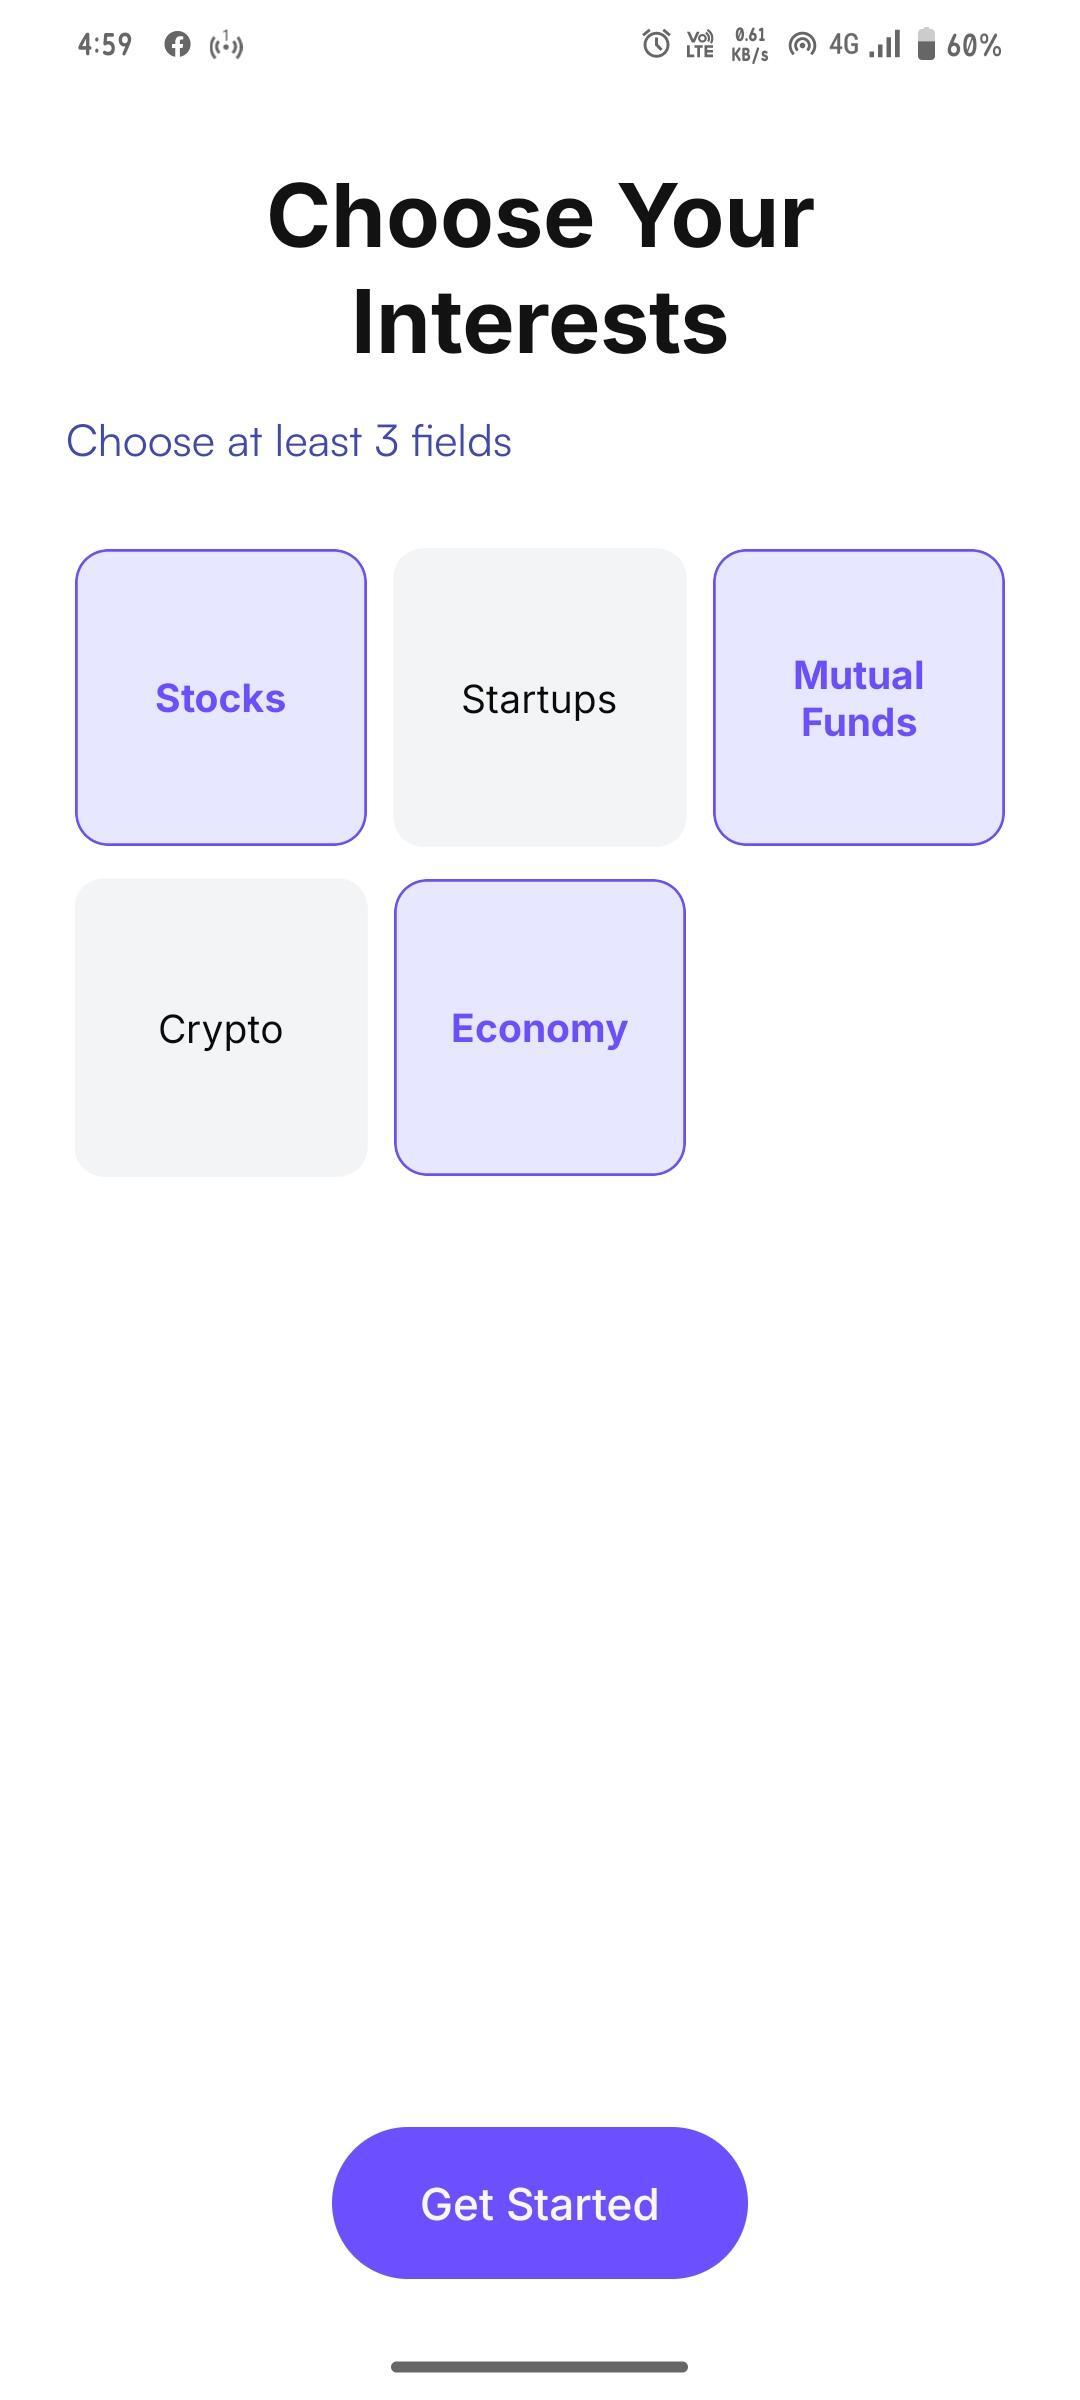 4:59 1 Vo LTE 0.61 KB/s 4G 60%
Choose Your
Interests
Choose at least 3 fields
Stocks
Startups
Mutual
Funds
Crypto
Economy
Get Started